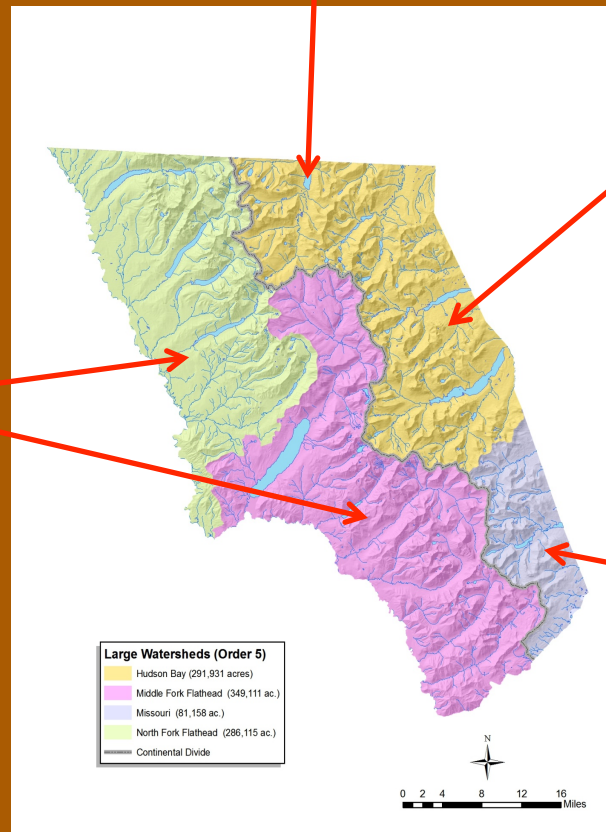 Large Watersheds (Order 5)
Hudson Bay (291,931 acres)
Middle Fork Flathead (349,111 ac.)
Missouri (81,158 ac.)
North Fork Flathead (286,115 ac.)
Continental Divide
N
0 2 4 8 12 16
Miles